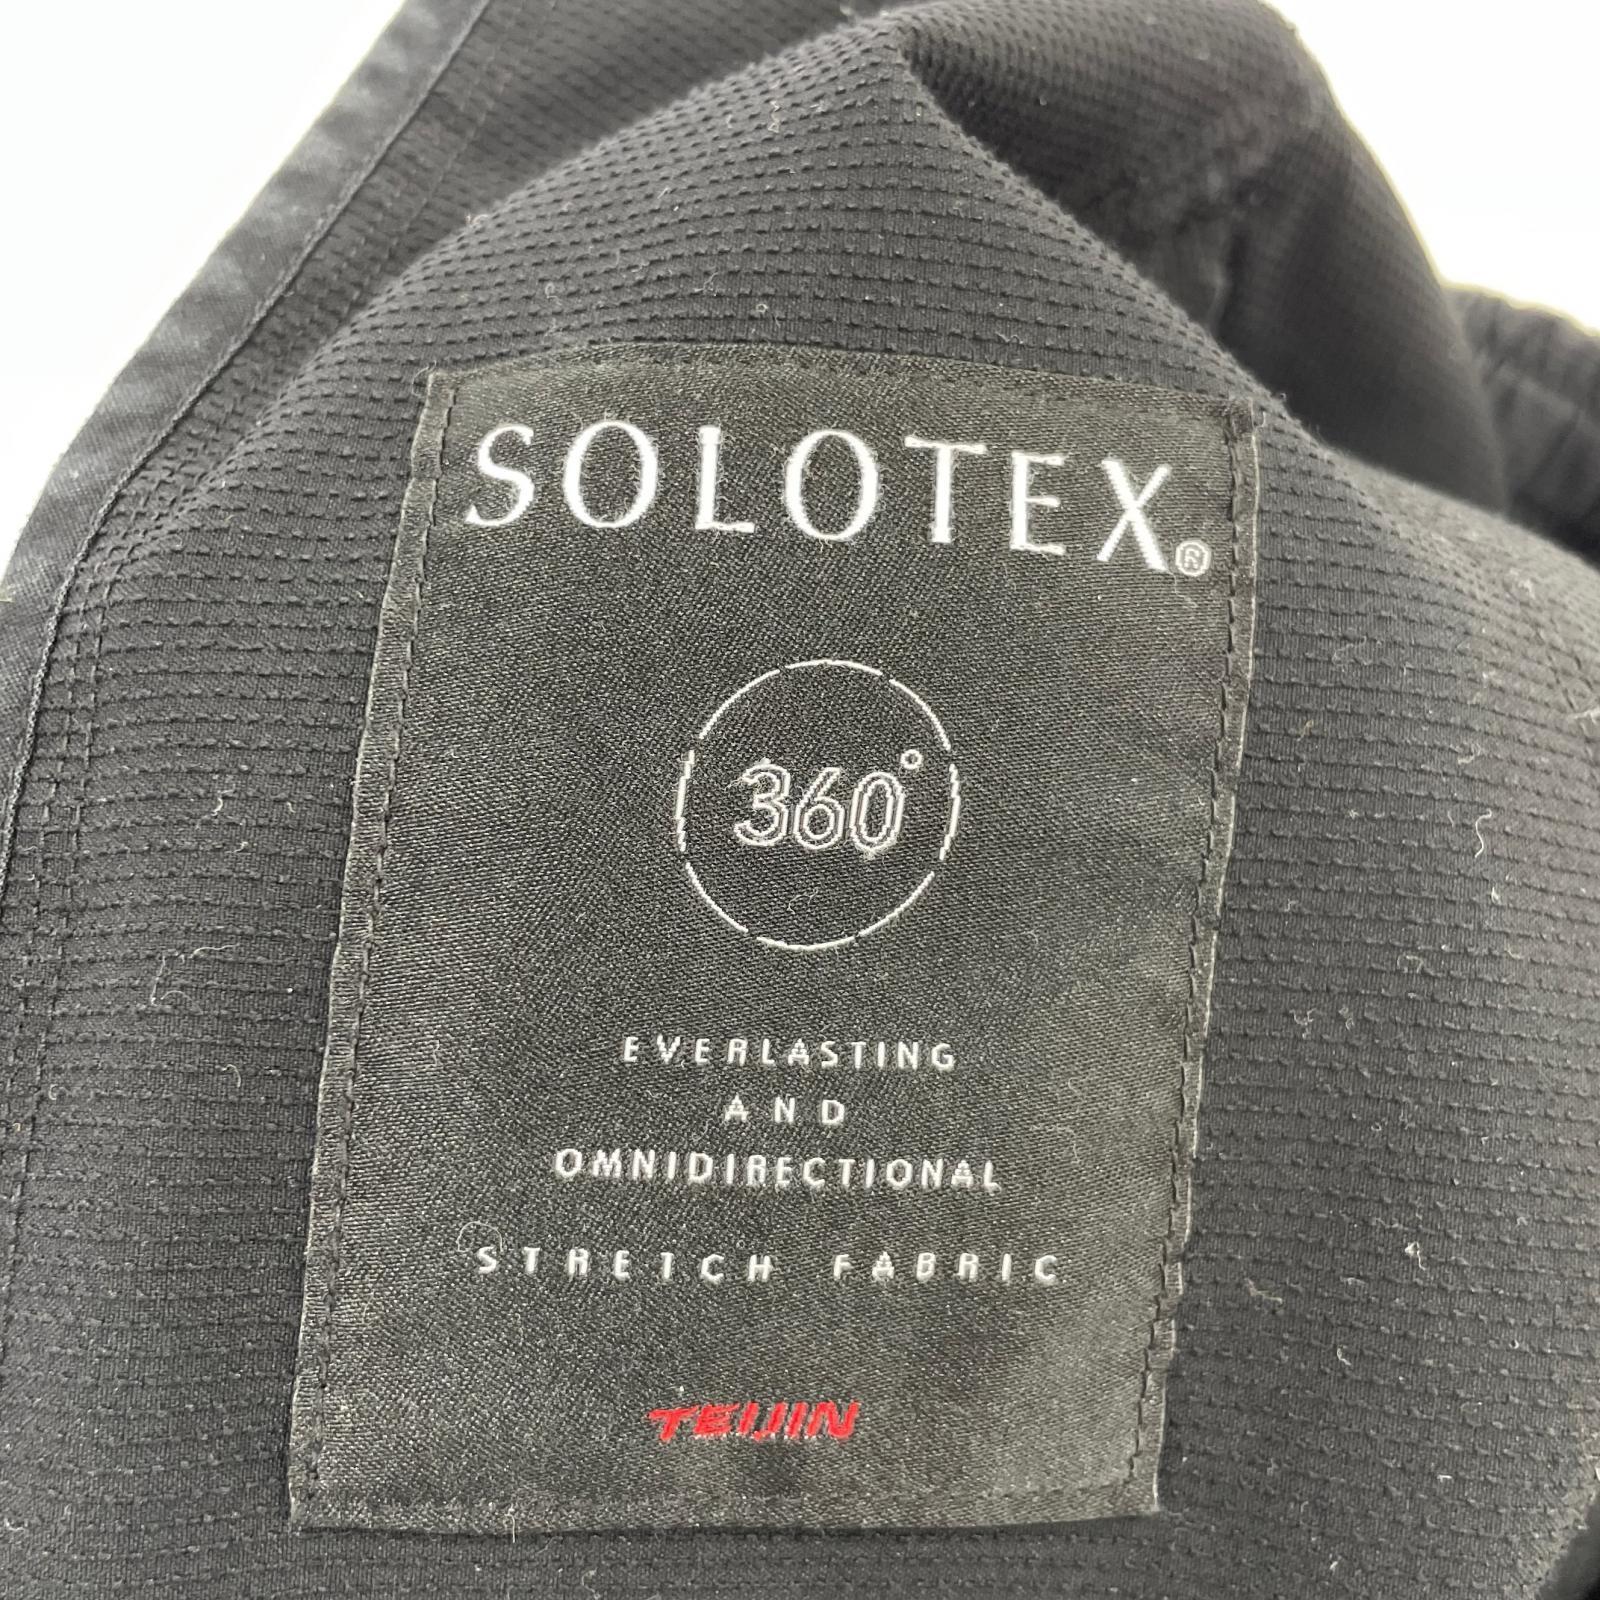 SOLOTEX®
360°
EVERLASTING
AND
OMNIDIRECTIONAL
STRETCH FABRIC
TEIJIN